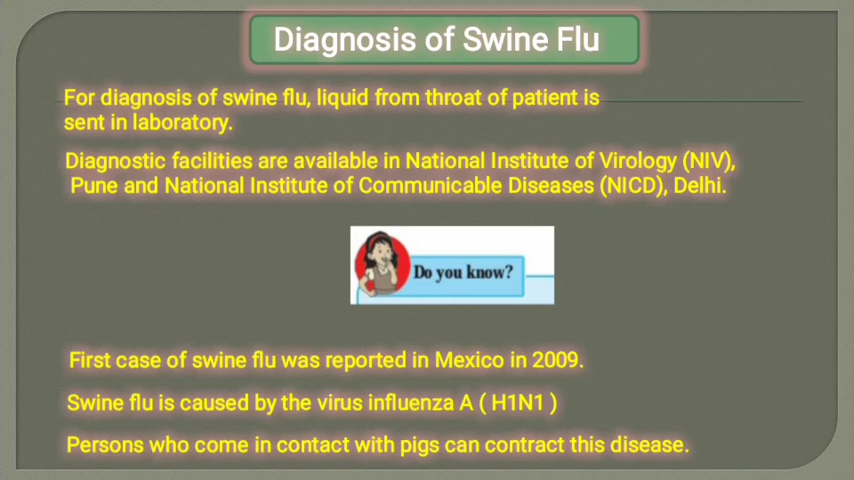 Diagnosis of Swine Flu
For diagnosis of swine flu, liquid from throat of patient is
sent in laboratory.
Diagnostic facilities are available in National Institute of Virology (NIV),
Pune and National Institute of Communicable Diseases (NICD), Delhi.
Do you know?
First case of swine flu was reported in Mexico in 2009.
Swine flu is caused by the virus influenza A ( H1N1 )
Persons who come in contact with pigs can contract this disease.